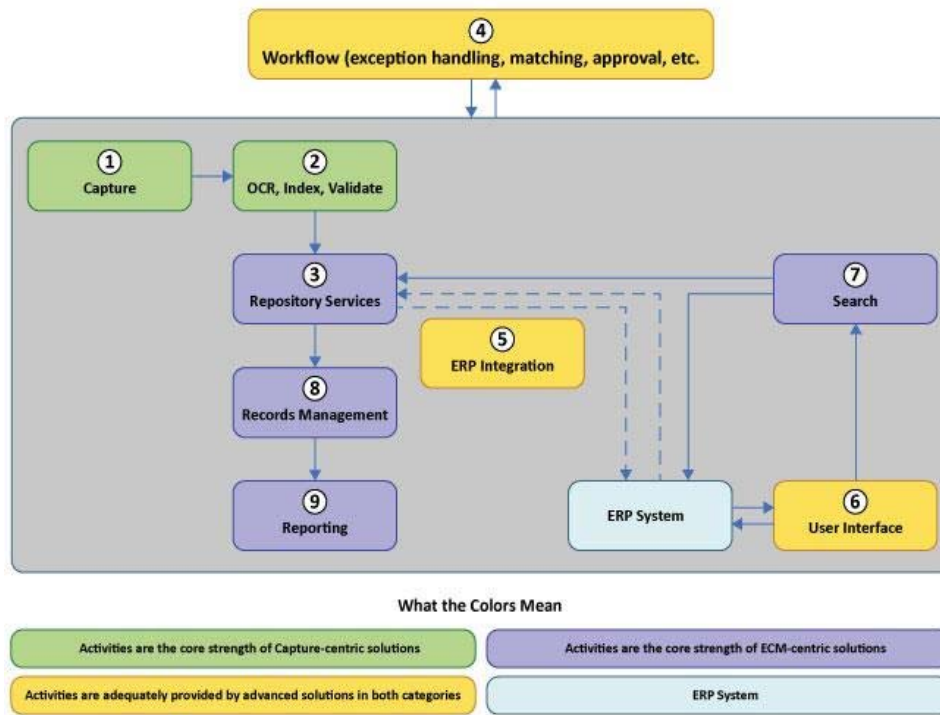 4
Workflow (exception handling, matching, approval, etc.
1
Capture
2
OCR, Index, Validate
3
Repository Services
7
Search
5
ERP Integration
8
Records Management
9
Reporting
ERP System
6
User Interface
What the Colors Mean
Activities are the core strength of Capture-centric solutions
Activities are the core strength of ECM-centric solutions
Activities are adequately provided by advanced solutions in both categories
ERP System